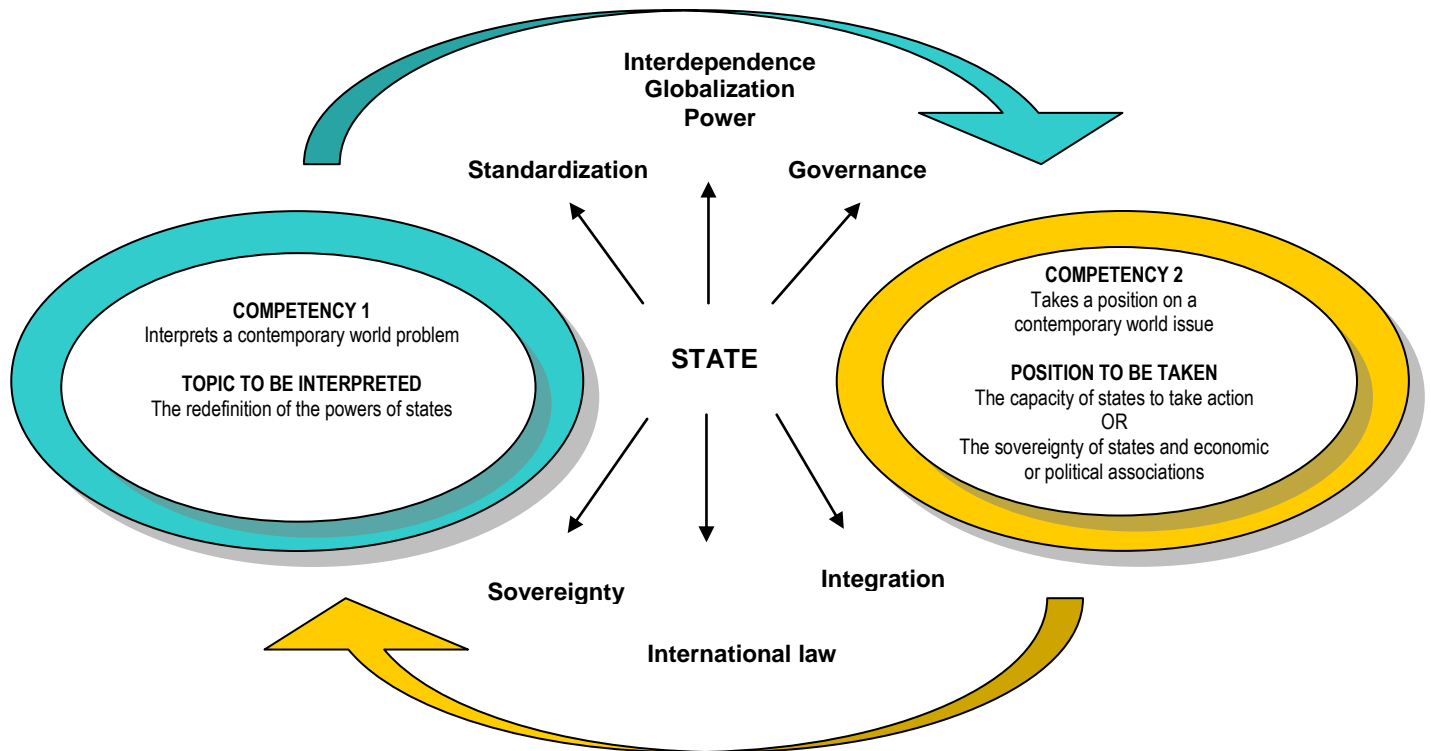 Interdependence
Globalization
Power
Standardization
Governance
COMPETENCY 1
Interprets a contemporary world problem
TOPIC TO BE INTERPRETED
The redefinition of the powers of states
STATE
COMPETENCY 2
Takes a position on a
contemporary world issue
POSITION TO BE TAKEN
The capacity of states to take action
OR
The sovereignty of states and economic
or political associations
Sovereignty
Integration
International law